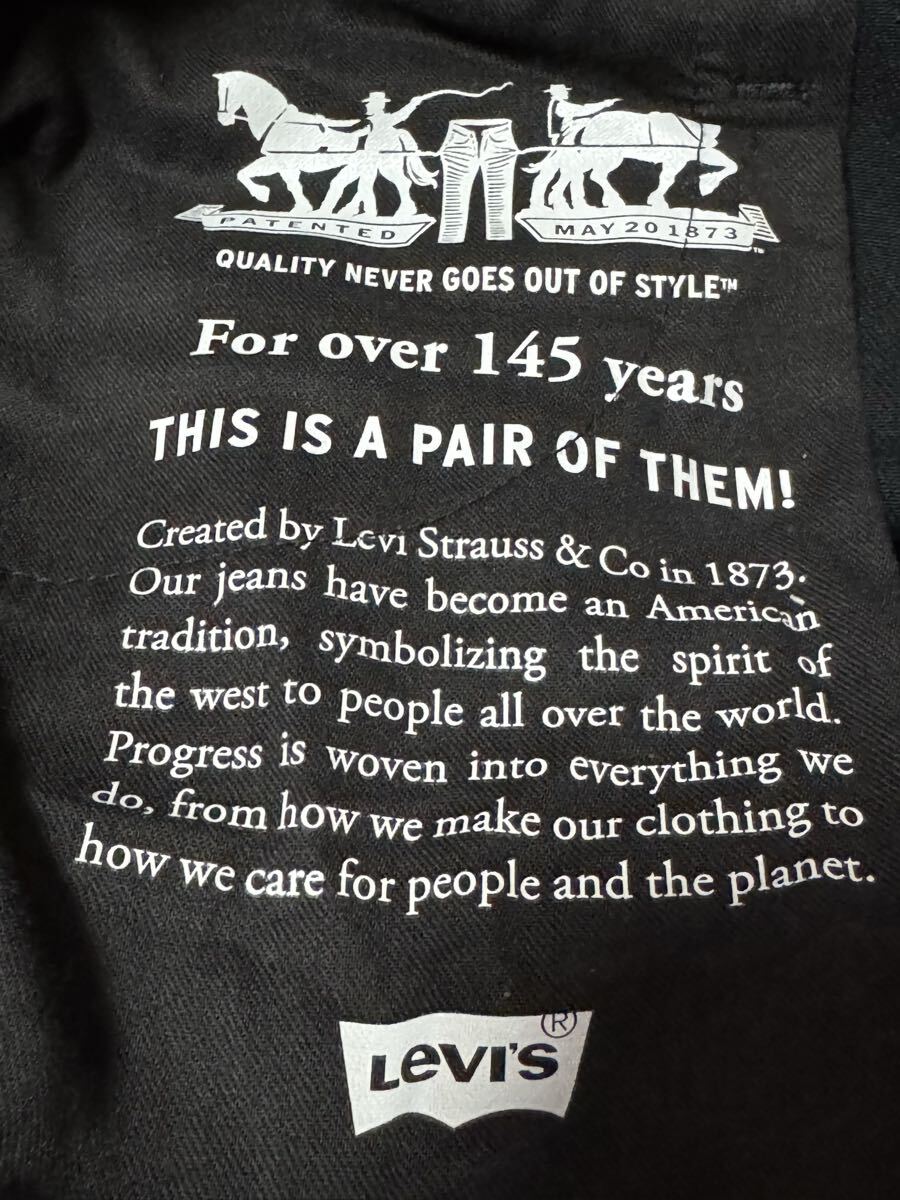 PATENTED
MAY 20 1873
™
QUALITY NEVER GOES OUT OF STYLE™
For over 145 years
THIS IS A PAIR OF THEM!
Created by Levi Strauss & Co in 1873.
Our jeans have become an American
tradition, symbolizing the spirit of
the west to people all over the world.
Progress is woven into everything we
do, from how we make our clothing to
how we care for people and the planet.
LEVI'S®